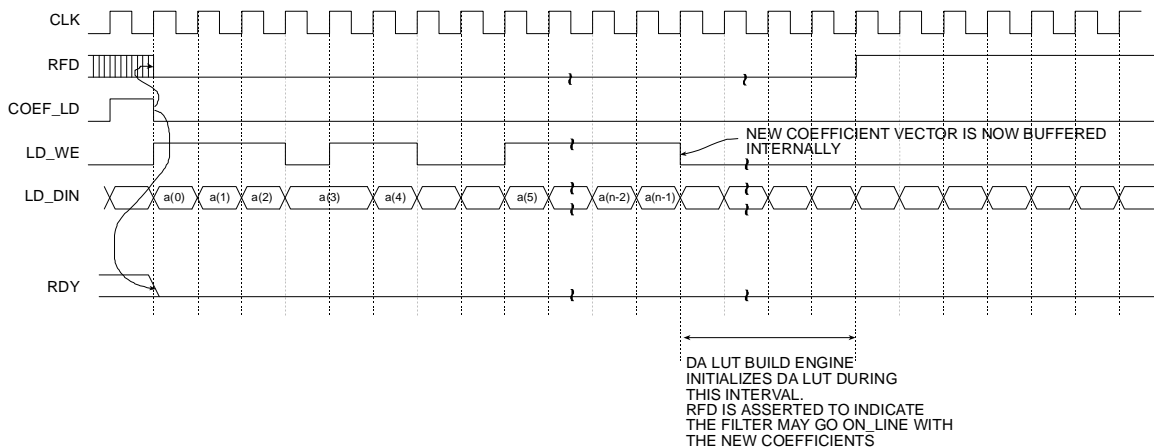 CLK
RFD
COEF_LD
NEW COEFFICIENT VECTOR IS NOW BUFFERED
INTERNALLY
LD_WE
LD_DIN a(0) a(1) a(2) a(3) a(4) a(5) a(n-2) a(n-1)
RDY
DA LUT BUILD ENGINE
INITIALIZES DA LUT DURING
THIS INTERVAL.
RFD IS ASSERTED TO INDICATE
THE FILTER MAY GO ON_LINE WITH
THE NEW COEFFICIENTS